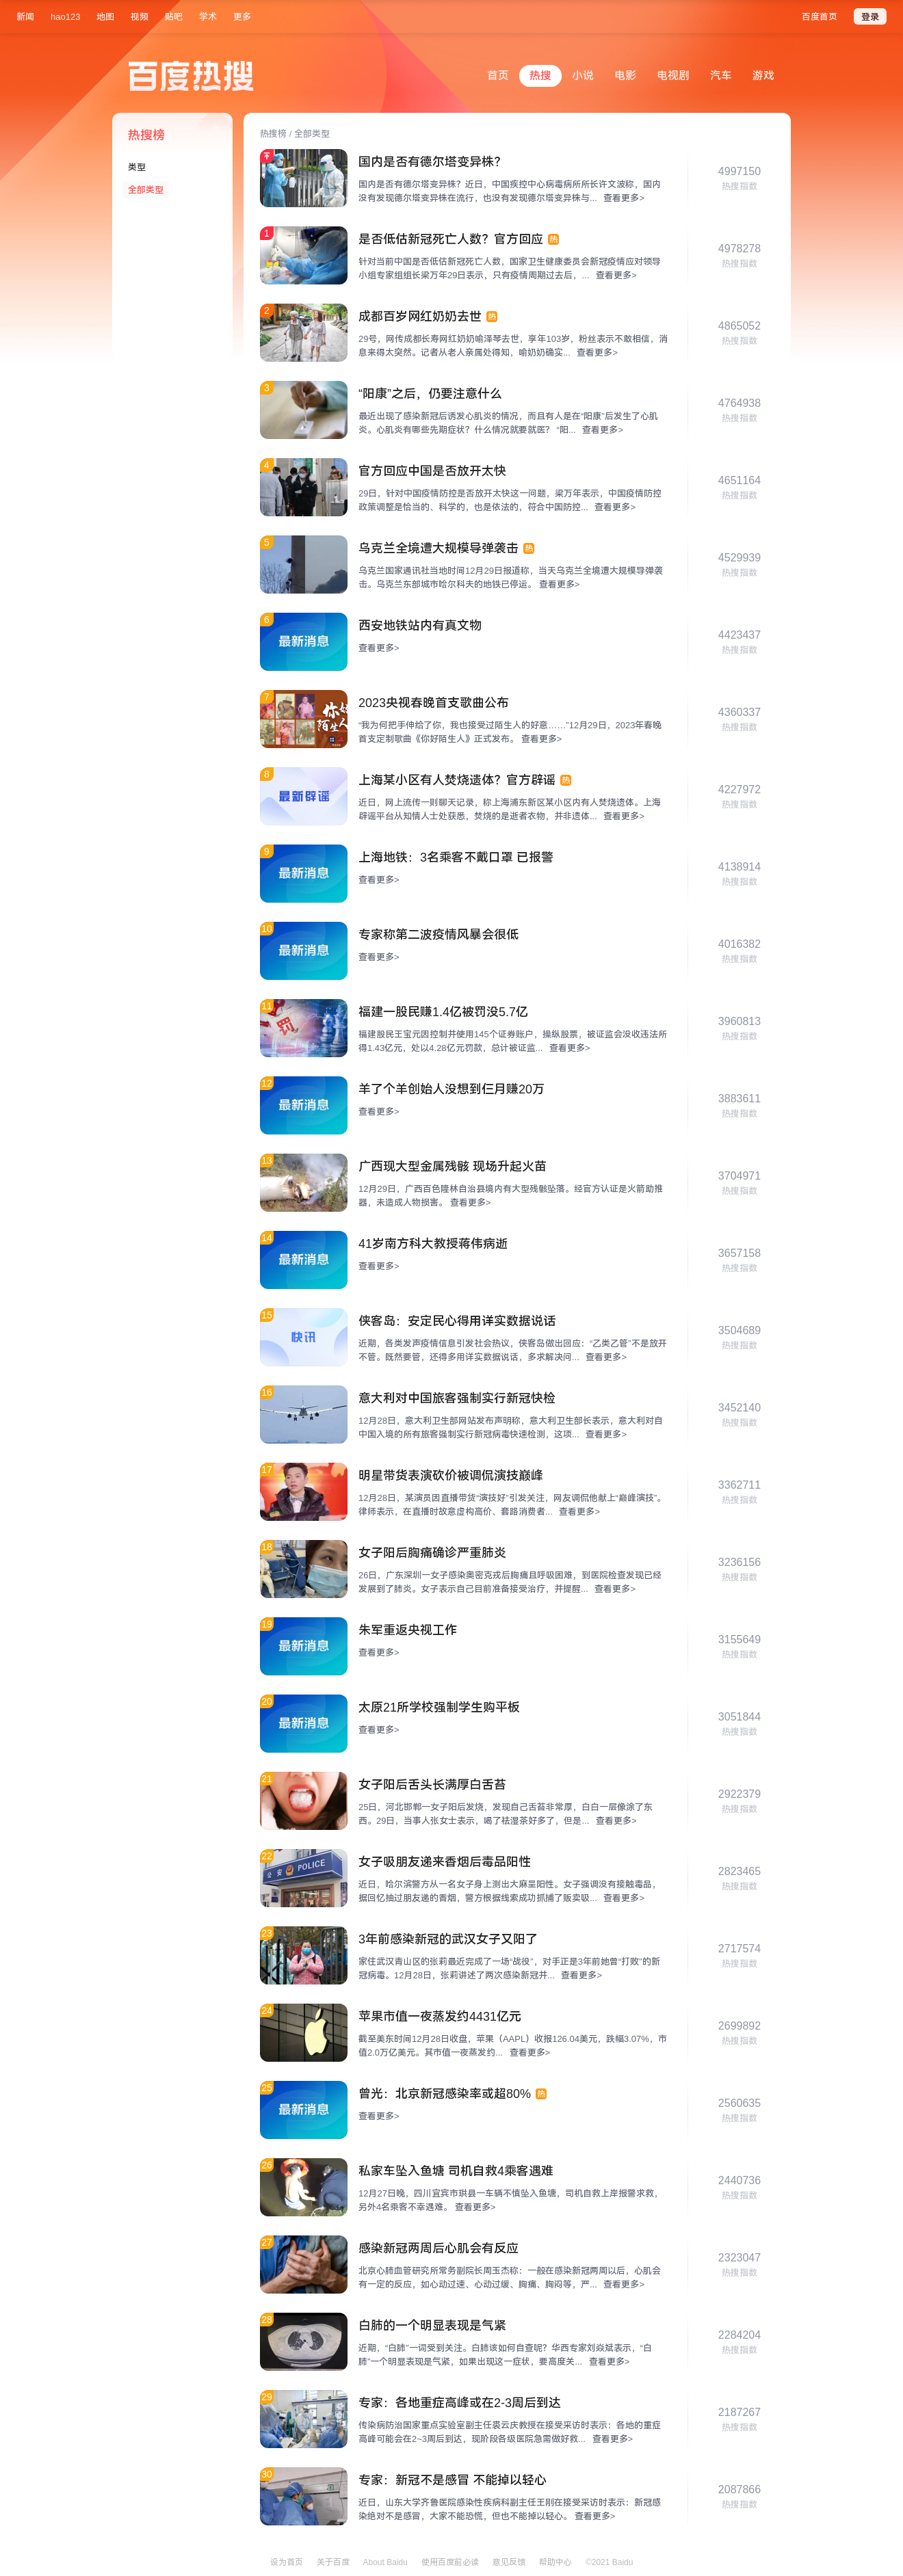 新闻 hao123 地图 视频 贴吧 学术 更多
百度首页 登录
百度热搜
首页 热搜 小说 电影 电视剧 汽车 游戏
热搜榜
类型
全部类型
热搜榜 / 全部类型
国内是否有德尔塔变异株？
国内是否有德尔塔变异株？近日，中国疾控中心病毒病所所长许文波称，国内
没有发现德尔塔变异株在流行，也没有发现德尔塔变异株与... 查看更多>
4997150
热搜指数
1
是否低估新冠死亡人数？官方回应 热
针对当前中国是否低估新冠死亡人数，国家卫生健康委员会新冠疫情应对领导
小组专家组组长梁万年29日表示，只有疫情周期过去后，... 查看更多>
4978278
热搜指数
2
成都百岁网红奶奶去世 热
29号，网传成都长寿网红奶奶喻泽琴去世，享年103岁，粉丝表示不敢相信，消
息来得太突然。记者从老人亲属处得知，喻奶奶确实... 查看更多>
4865052
热搜指数
3
“阳康”之后，仍要注意什么
最近出现了感染新冠后诱发心肌炎的情况，而且有人是在“阳康”后发生了心肌
炎。心肌炎有哪些先期症状？什么情况就要就医？ “阳... 查看更多>
4764938
热搜指数
4
官方回应中国是否放开太快
29日，针对中国疫情防控是否放开太快这一问题，梁万年表示，中国疫情防控
政策调整是恰当的、科学的，也是依法的，符合中国防控... 查看更多>
4651164
热搜指数
5
乌克兰全境遭大规模导弹袭击 热
乌克兰国家通讯社当地时间12月29日报道称，当天乌克兰全境遭大规模导弹袭
击。乌克兰东部城市哈尔科夫的地铁已停运。 查看更多>
4529939
热搜指数
6
最新消息
西安地铁站内有真文物
查看更多>
4423437
热搜指数
7
你好
陌生人
2023央视春晚首支歌曲公布
“我为何把手伸给了你，我也接受过陌生人的好意……”12月29日，2023年春晚
首支定制歌曲《你好陌生人》正式发布。 查看更多>
4360337
热搜指数
8
最新辟谣
上海某小区有人焚烧遗体？官方辟谣 热
近日，网上流传一则聊天记录，称上海浦东新区某小区内有人焚烧遗体。上海
辟谣平台从知情人士处获悉，焚烧的是逝者衣物，并非遗体... 查看更多>
4227972
热搜指数
9
最新消息
上海地铁：3名乘客不戴口罩 已报警
查看更多>
4138914
热搜指数
10
最新消息
专家称第二波疫情风暴会很低
查看更多>
4016382
热搜指数
11
罚
福建一股民赚1.4亿被罚没5.7亿
福建股民王宝元因控制并使用145个证券账户，操纵股票，被证监会没收违法所
得1.43亿元，处以4.28亿元罚款，总计被证监... 查看更多>
3960813
热搜指数
12
最新消息
羊了个羊创始人没想到仨月赚20万
查看更多>
3883611
热搜指数
13
广西现大型金属残骸 现场升起火苗
12月29日，广西百色隆林自治县境内有大型残骸坠落。经官方认证是火箭助推
器，未造成人物损害。 查看更多>
3704971
热搜指数
14
最新消息
41岁南方科大教授蒋伟病逝
查看更多>
3657158
热搜指数
15
快讯
侠客岛：安定民心得用详实数据说话
近期，各类发声疫情信息引发社会热议，侠客岛做出回应：“乙类乙管”不是放开
不管。既然要管，还得多用详实数据说话，多求解决问... 查看更多>
3504689
热搜指数
16
意大利对中国旅客强制实行新冠快检
12月28日，意大利卫生部网站发布声明称，意大利卫生部长表示，意大利对自
中国入境的所有旅客强制实行新冠病毒快速检测，这项... 查看更多>
3452140
热搜指数
17
明星带货表演砍价被调侃演技巅峰
12月28日，某演员因直播带货“演技好”引发关注，网友调侃他献上“巅峰演技”。
律师表示，在直播时故意虚构高价、套路消费者... 查看更多>
3362711
热搜指数
18
女子阳后胸痛确诊严重肺炎
26日，广东深圳一女子感染奥密克戎后胸痛且呼吸困难，到医院检查发现已经
发展到了肺炎。女子表示自己目前准备接受治疗，并提醒... 查看更多>
3236156
热搜指数
19
最新消息
朱军重返央视工作
查看更多>
3155649
热搜指数
20
最新消息
太原21所学校强制学生购平板
查看更多>
3051844
热搜指数
21
女子阳后舌头长满厚白舌苔
25日，河北邯郸一女子阳后发烧，发现自己舌苔非常厚，白白一层像涂了东
西。29日，当事人张女士表示，喝了祛湿茶好多了，但是... 查看更多>
2922379
热搜指数
22
公安 POLICE
女子吸朋友递来香烟后毒品阳性
近日，哈尔滨警方从一名女子身上测出大麻呈阳性。女子强调没有接触毒品，
据回忆抽过朋友递的香烟，警方根据线索成功抓捕了贩卖吸... 查看更多>
2823465
热搜指数
23
3年前感染新冠的武汉女子又阳了
家住武汉青山区的张莉最近完成了一场“战役”，对手正是3年前她曾“打败”的新
冠病毒。12月28日，张莉讲述了两次感染新冠并... 查看更多>
2717574
热搜指数
24
苹果市值一夜蒸发约4431亿元
截至美东时间12月28日收盘，苹果（AAPL）收报126.04美元，跌幅3.07%，市
值2.0万亿美元。其市值一夜蒸发约... 查看更多>
2699892
热搜指数
25
最新消息
曾光：北京新冠感染率或超80% 热
查看更多>
2560635
热搜指数
26
私家车坠入鱼塘 司机自救4乘客遇难
12月27日晚，四川宜宾市珙县一车辆不慎坠入鱼塘，司机自救上岸报警求救，
另外4名乘客不幸遇难。 查看更多>
2440736
热搜指数
27
感染新冠两周后心肌会有反应
北京心肺血管研究所常务副院长周玉杰称：一般在感染新冠两周以后，心肌会
有一定的反应，如心动过速、心动过缓、胸痛、胸闷等，严... 查看更多>
2323047
热搜指数
28
白肺的一个明显表现是气紧
近期，“白肺”一词受到关注。白肺该如何自查呢？华西专家刘焱斌表示，“白
肺”一个明显表现是气紧，如果出现这一症状，要高度关... 查看更多>
2284204
热搜指数
29
专家：各地重症高峰或在2-3周后到达
传染病防治国家重点实验室副主任裘云庆教授在接受采访时表示：各地的重症
高峰可能会在2~3周后到达，现阶段各级医院急需做好救... 查看更多>
2187267
热搜指数
30
专家：新冠不是感冒 不能掉以轻心
近日，山东大学齐鲁医院感染性疾病科副主任王刚在接受采访时表示：新冠感
染绝对不是感冒，大家不能恐慌，但也不能掉以轻心。 查看更多>
2087866
热搜指数
设为首页 关于百度 About Baidu 使用百度前必读 意见反馈 帮助中心 ©2021 Baidu